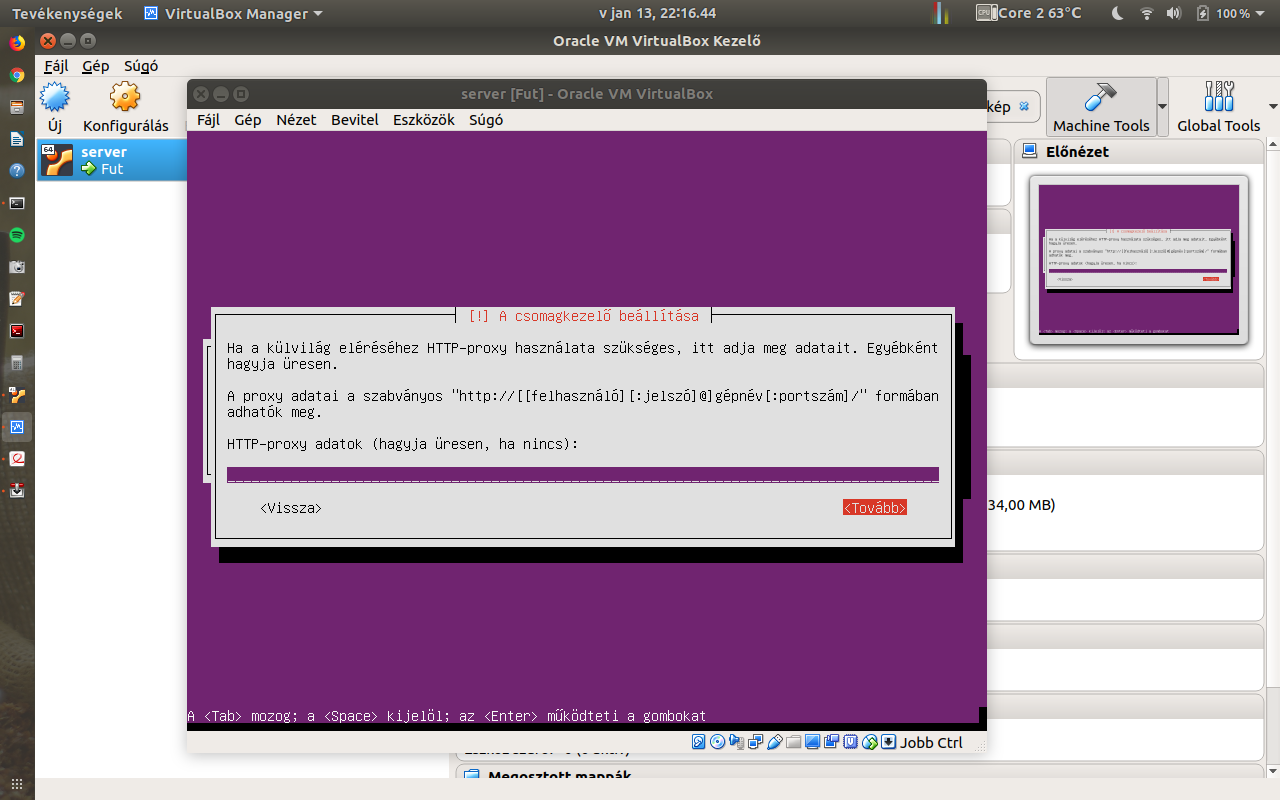 Tevékenységek
VirtualBox Manager
v jan 13, 22:16.44
Core 2 63°C
100 %
Oracle VM VirtualBox Kezelő
Fájl Gép Súgó
Új
Konfigurálás
kép
Machine Tools
Global Tools
server
Fut
Előnézet
server [Fut] - Oracle VM VirtualBox
Fájl Gép Nézet Bevitel Eszközök Súgó
[!] A csomagkezelő beállítása
Ha a külvilág eléréséhez HTTP-proxy használata szükséges, itt adja meg adatait. Egyébként
hagyja üresen.
A proxy adatai a szabványos "http://[[felhasználó][:jelszó]@]gépnév[:portszám]/" formában
adhatók meg.
HTTP-proxy adatok (hagyja üresen, ha nincs):
<Vissza>
<Tovább>
A <Tab> mozog; a <Space> kijelöl; az <Enter> működteti a gombokat
34,00 MB)
Jobb Ctrl
Megosztott mappák